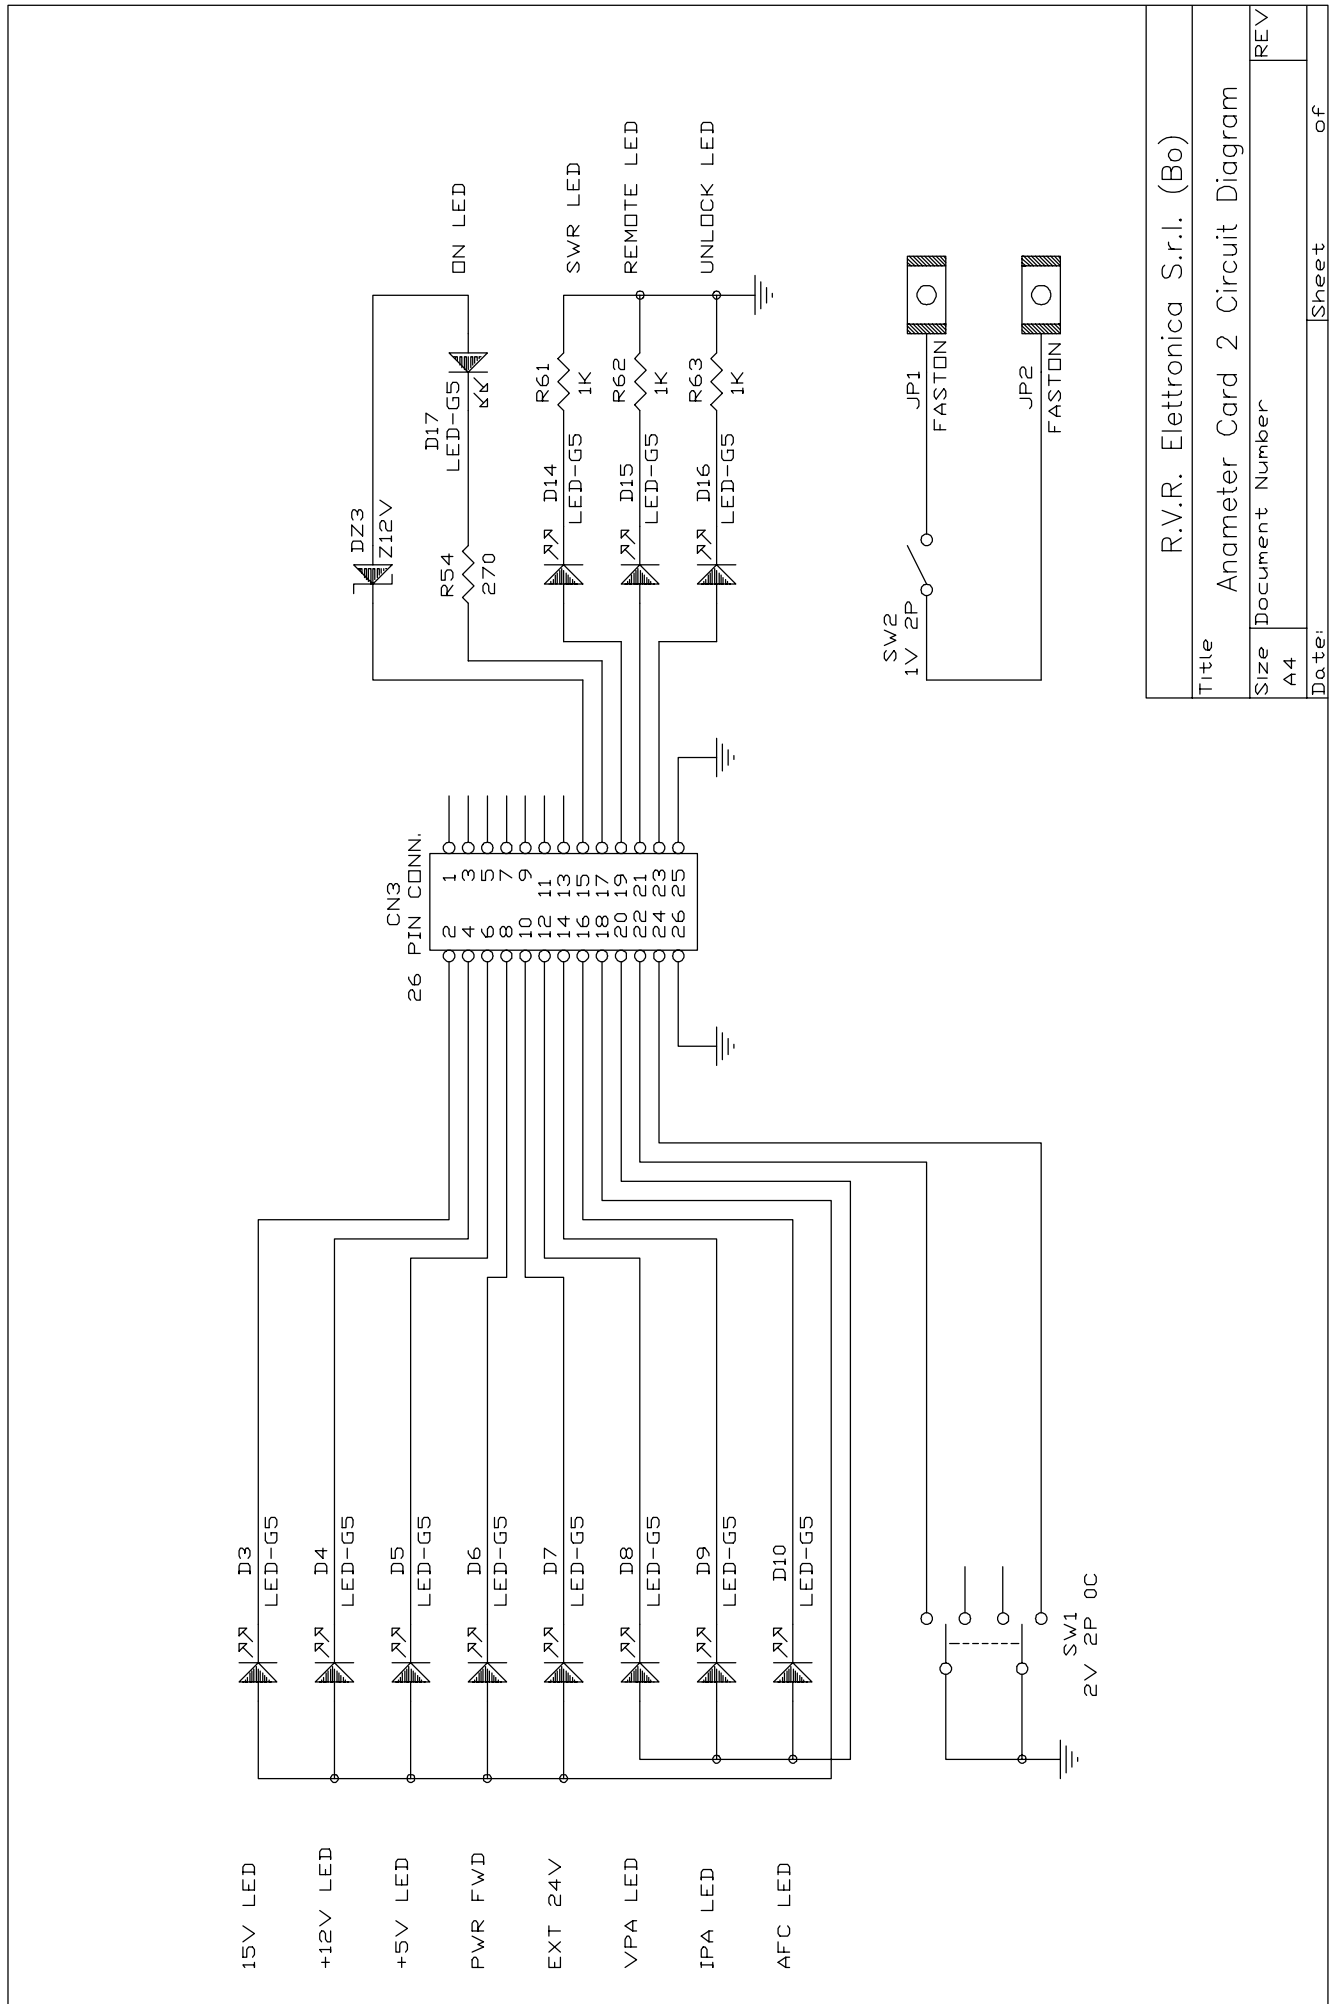 15V LED
+12V LED
+5V LED
PWR FWD
EXT 24V
VPA LED
IPA LED
AFC LED
D3
LED-G5
D4
LED-G5
D5
LED-G5
D6
LED-G5
D7
LED-G5
D8
LED-G5
D9
LED-G5
D10
LED-G5
SW1
2V 2P 0C
CN3
26 PIN CONN.
2 1
4 3
6 5
8 7
10 9
12 11
14 13
16 15
18 17
20 19
22 21
24 23
26 25
DZ3
Z12V
D17
LED-G5
R54
270
ON LED
D14
LED-G5
R61
1K
SWR LED
D15
LED-G5
R62
1K
REMOTE LED
D16
LED-G5
R63
1K
UNLOCK LED
SW2
1V 2P
JP1
FASTON
JP2
FASTON
R.V.R. Elettronica S.r.l. (Bo)
Title
Anameter Card 2 Circuit Diagram
Size
A4
Document Number
REV
Date:
Sheet of